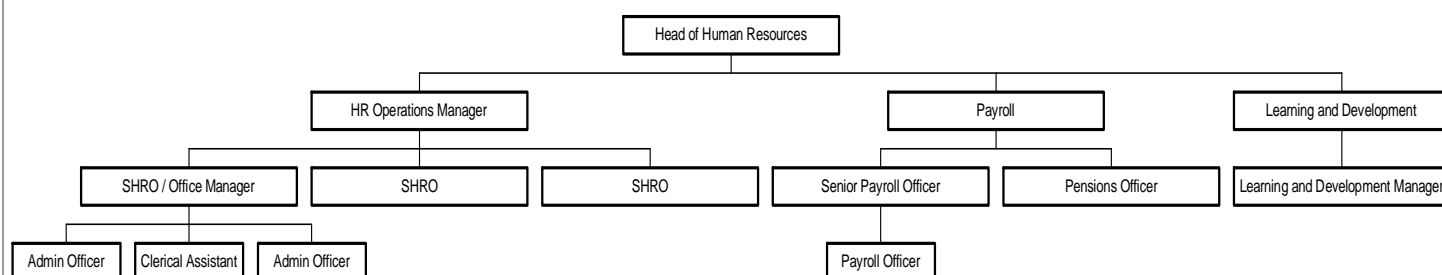 Head of Human Resources
HR Operations Manager
Payroll
Learning and Development
SHRO / Office Manager
SHRO
SHRO
Senior Payroll Officer
Pensions Officer
Learning and Development Manager
Admin Officer
Clerical Assistant
Admin Officer
Payroll Officer